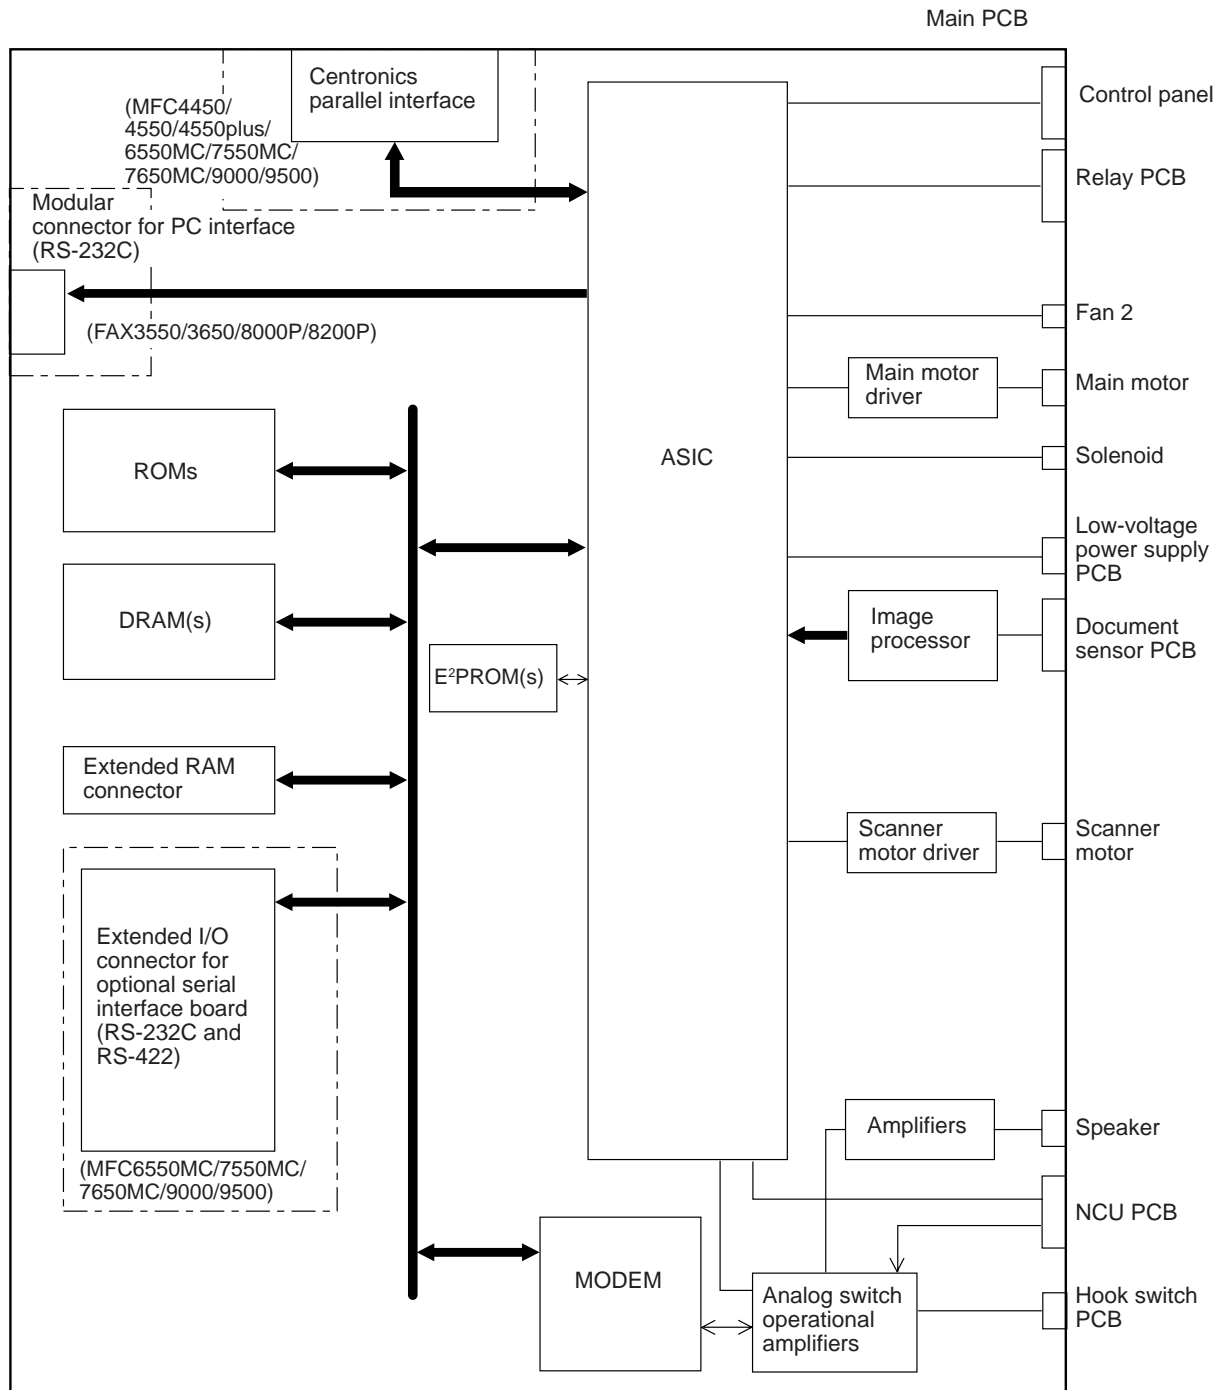 Main PCB
Centronics
parallel interface
(MFC4450/
4550/4550plus/
6550MC/7550MC/
7650MC/9000/9500)
Control panel
Relay PCB
Modular
connector for PC interface
(RS-232C)
(FAX3550/3650/8000P/8200P)
Fan 2
Main motor
driver
Main motor
ROMs
ASIC
Solenoid
Low-voltage
power supply
PCB
DRAM(s)
Image
processor
Document
sensor PCB
E²PROM(s)
Extended RAM
connector
Scanner
motor driver
Scanner
motor
Extended I/O
connector for
optional serial
interface board
(RS-232C and
RS-422)
(MFC6550MC/7550MC/
7650MC/9000/9500)
Amplifiers
Speaker
NCU PCB
MODEM
Analog switch
operational
amplifiers
Hook switch
PCB